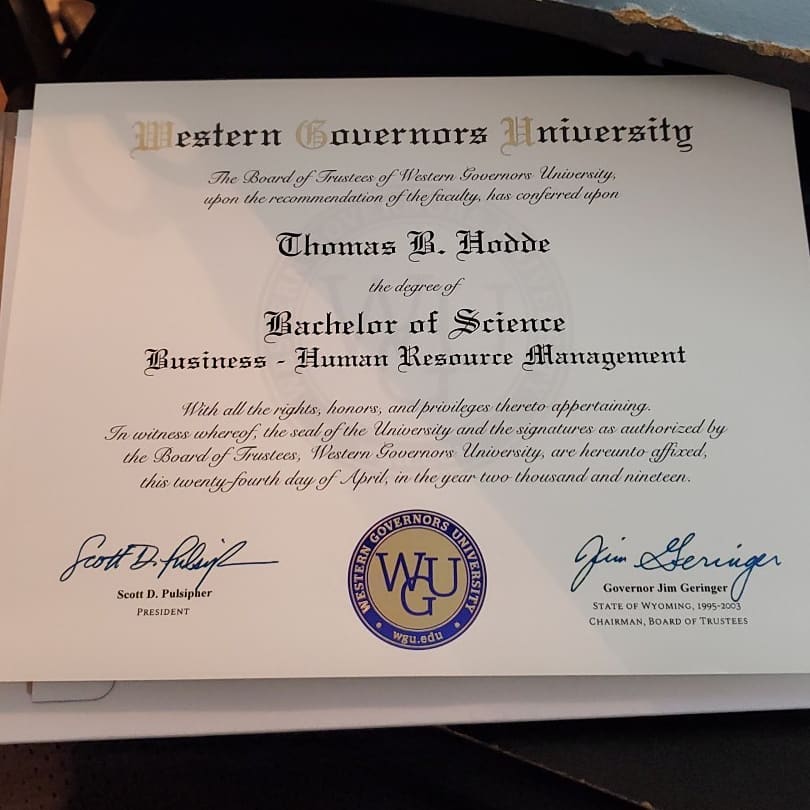 Western Governors University
The Board of Trustees of Western Governors University,
upon the recommendation of the faculty, has conferred upon
Thomas B. Hodde
the degree of
Bachelor of Science
Business - Human Resource Management
With all the rights, honors, and privileges thereto appertaining.
In witness whereof, the seal of the University and the signatures as authorized by
the Board of Trustees, Western Governors University, are hereunto affixed,
this twenty-fourth day of April, in the year two thousand and nineteen.
Scott D. Pulsipher
Scott D. Pulsipher
PRESIDENT
WESTERN GOVERNORS UNIVERSITY
WGU
wgu.edu
Jim Geringer
Governor Jim Geringer
STATE OF WYOMING, 1995-2003
CHAIRMAN, BOARD OF TRUSTEES